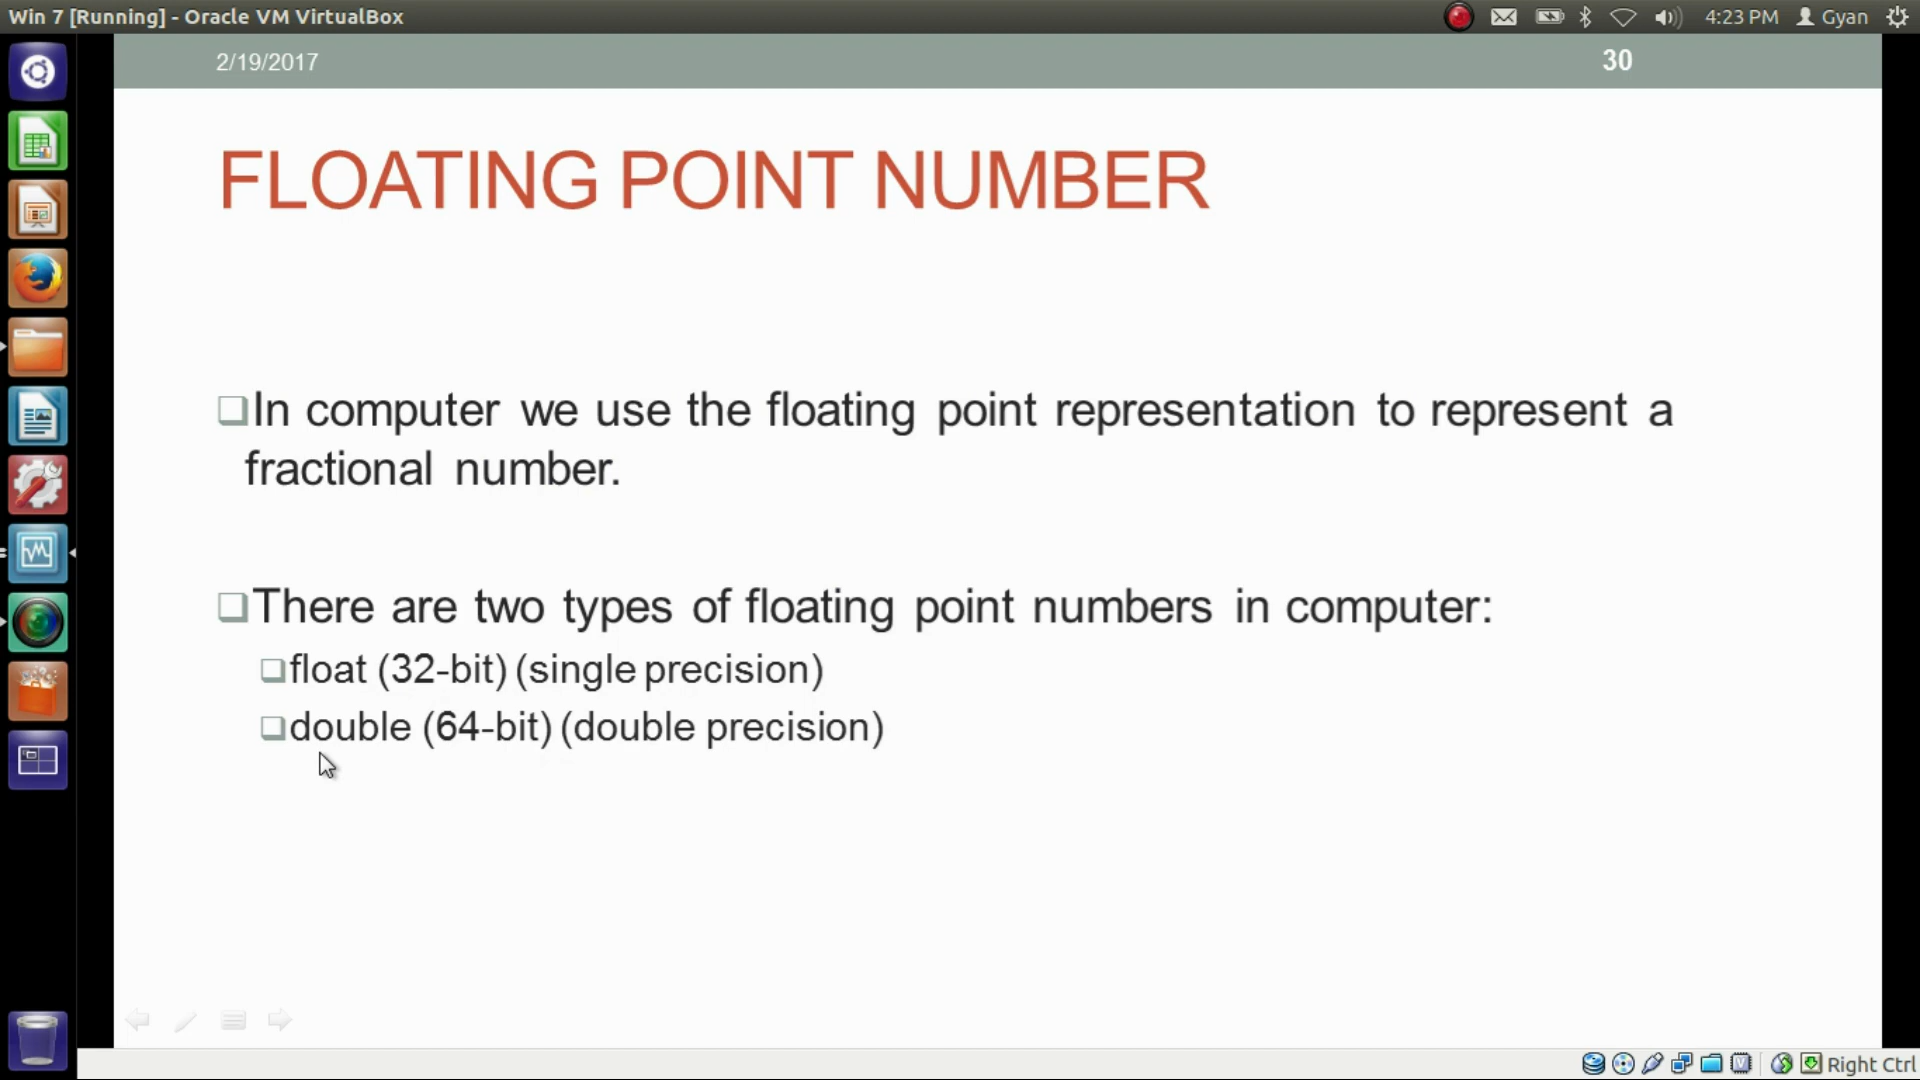 Win 7 [Running] - Oracle VM VirtualBox
4:23 PM Gyan
2/19/2017
30
FLOATING POINT NUMBER
In computer we use the floating point representation to represent a
fractional number.
There are two types of floating point numbers in computer:
float (32-bit) (single precision)
double (64-bit) (double precision)
Right Ctrl